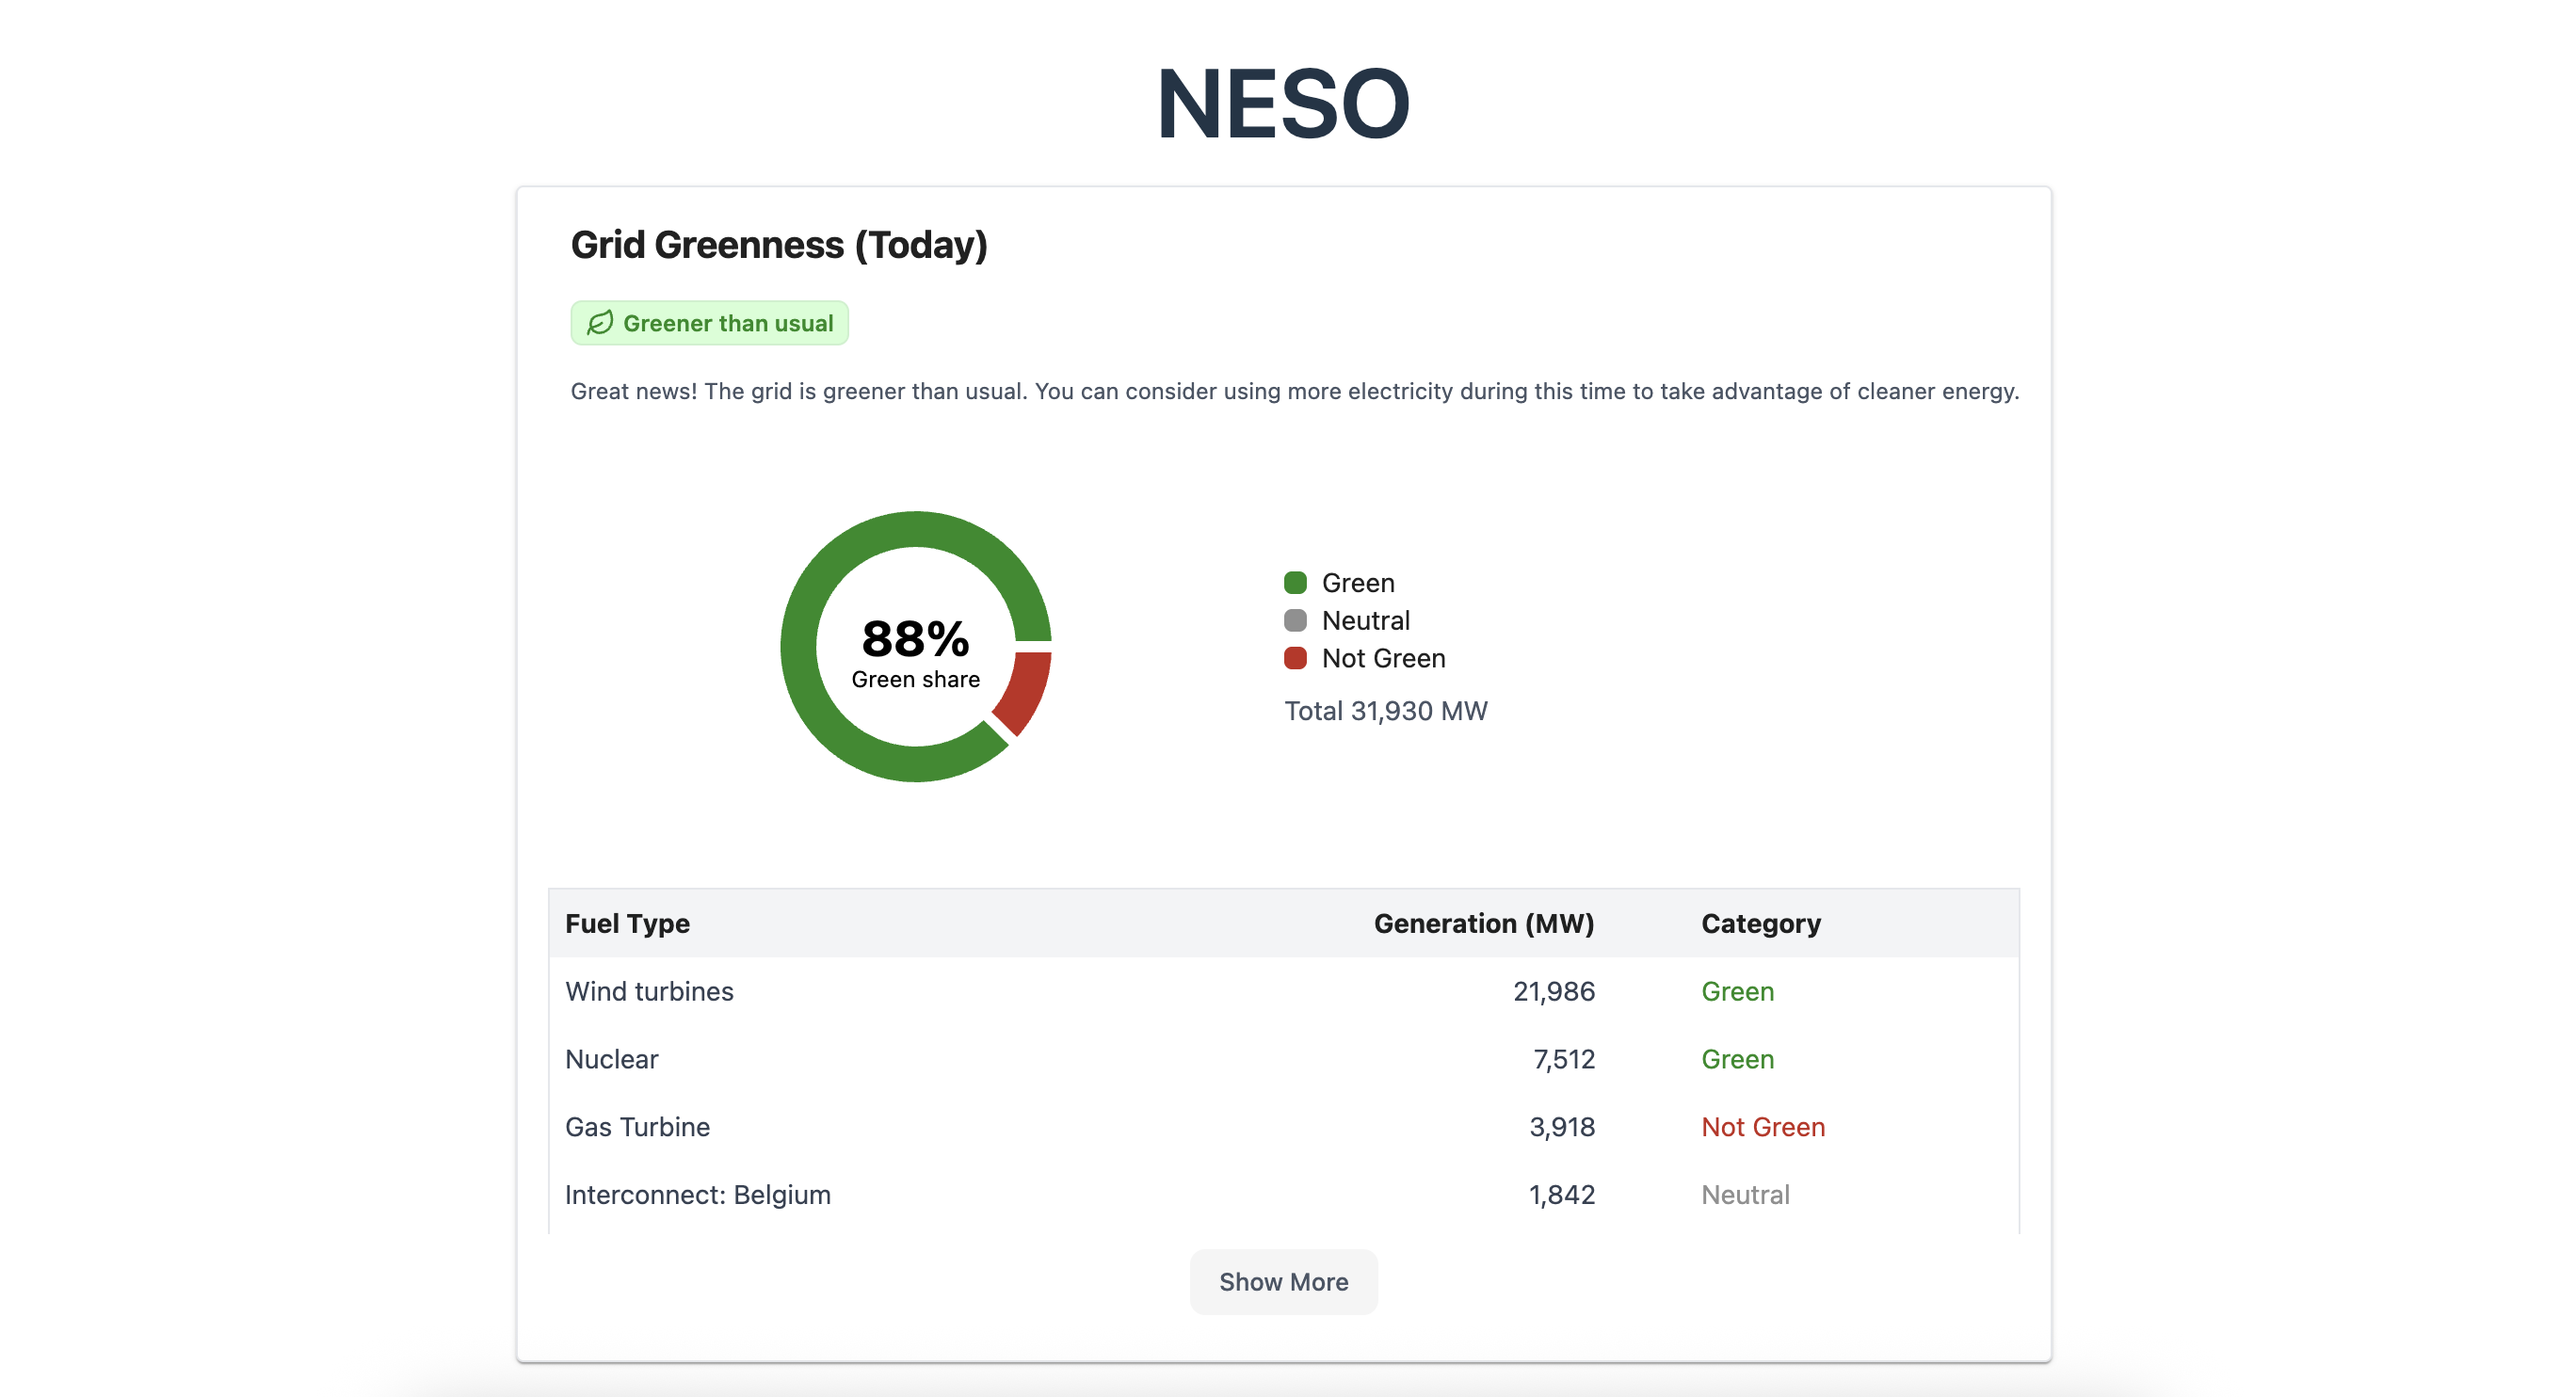 NESO
Grid Greenness (Today)
Greener than usual
Great news! The grid is greener than usual. You can consider using more electricity during this time to take advantage of cleaner energy.
88%
Green share
Green
Neutral
Not Green
Total 31,930 MW
Fuel Type Generation (MW) Category
Wind turbines 21,986 Green
Nuclear 7,512 Green
Gas Turbine 3,918 Not Green
Interconnect: Belgium 1,842 Neutral
Show More